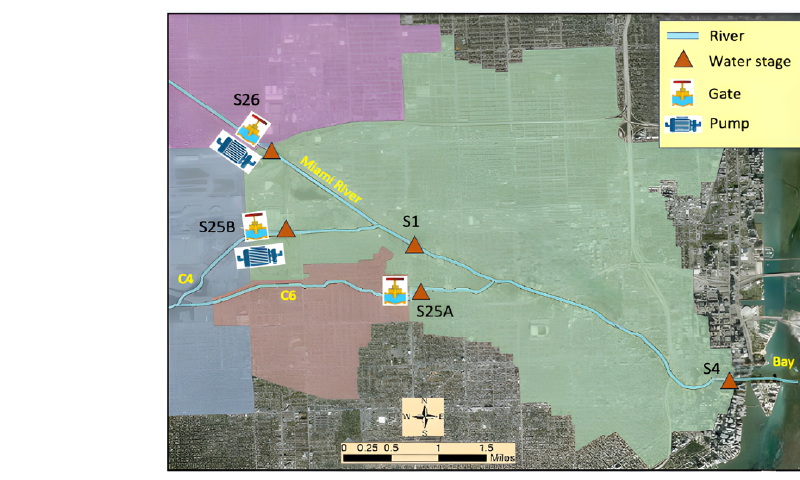 River
Water stage
Gate
Pump
S26
Miami River
S25B
S1
C4
C6
S25A
S4
Bay
N
W E
S
0 0.25 0.5 1 1.5
Miles